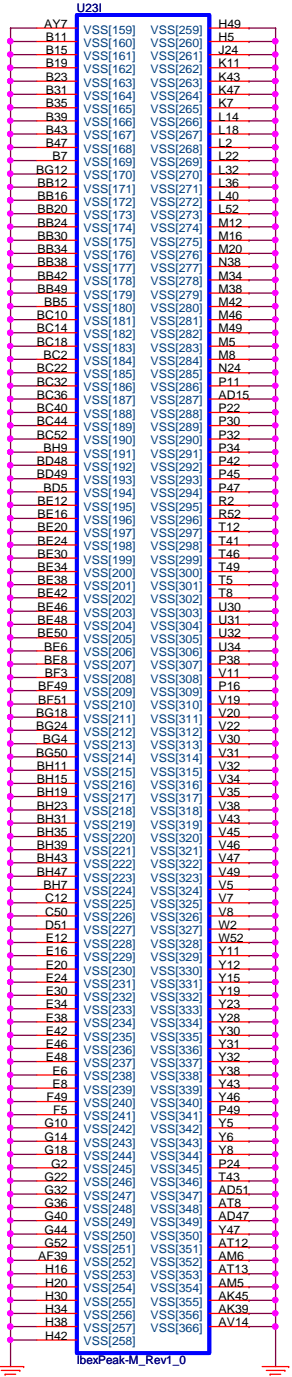 U23I
AY7 VSS[159] VSS[259] H49
B11 VSS[160] VSS[260] H5
B15 VSS[161] VSS[261] J24
B19 VSS[162] VSS[262] K11
B23 VSS[163] VSS[263] K43
B31 VSS[164] VSS[264] K47
B35 VSS[165] VSS[265] K7
B39 VSS[166] VSS[266] L14
B43 VSS[167] VSS[267] L18
B47 VSS[168] VSS[268] L2
B7 VSS[169] VSS[269] L22
BG12 VSS[170] VSS[270] L32
BB12 VSS[171] VSS[271] L36
BB16 VSS[172] VSS[272] L40
BB20 VSS[173] VSS[273] L52
BB24 VSS[174] VSS[274] M12
BB30 VSS[175] VSS[275] M16
BB34 VSS[176] VSS[276] M20
BB38 VSS[177] VSS[277] N38
BB42 VSS[178] VSS[278] M34
BB49 VSS[179] VSS[279] M38
BB5 VSS[180] VSS[280] M42
BC10 VSS[181] VSS[281] M46
BC14 VSS[182] VSS[282] M49
BC18 VSS[183] VSS[283] M5
BC2 VSS[184] VSS[284] M8
BC22 VSS[185] VSS[285] N24
BC32 VSS[186] VSS[286] P11
BC36 VSS[187] VSS[287] AD15
BC40 VSS[188] VSS[288] P22
BC44 VSS[189] VSS[289] P30
BC52 VSS[190] VSS[290] P32
BH9 VSS[191] VSS[291] P34
BD48 VSS[192] VSS[292] P42
BD49 VSS[193] VSS[293] P45
BD5 VSS[194] VSS[294] P47
BE12 VSS[195] VSS[295] R2
BE16 VSS[196] VSS[296] R52
BE20 VSS[197] VSS[297] T12
BE24 VSS[198] VSS[298] T41
BE30 VSS[199] VSS[299] T46
BE34 VSS[200] VSS[300] T49
BE38 VSS[201] VSS[301] T5
BE42 VSS[202] VSS[302] T8
BE46 VSS[203] VSS[303] U30
BE48 VSS[204] VSS[304] U31
BE50 VSS[205] VSS[305] U32
BE6 VSS[206] VSS[306] U34
BE8 VSS[207] VSS[307] P38
BF3 VSS[208] VSS[308] V11
BF49 VSS[209] VSS[309] P16
BF51 VSS[210] VSS[310] V19
BG18 VSS[211] VSS[311] V20
BG24 VSS[212] VSS[312] V22
BG4 VSS[213] VSS[313] V30
BG50 VSS[214] VSS[314] V31
BH11 VSS[215] VSS[315] V32
BH15 VSS[216] VSS[316] V34
BH19 VSS[217] VSS[317] V35
BH23 VSS[218] VSS[318] V38
BH31 VSS[219] VSS[319] V43
BH35 VSS[220] VSS[320] V45
BH39 VSS[221] VSS[321] V46
BH43 VSS[222] VSS[322] V47
BH47 VSS[223] VSS[323] V49
BH7 VSS[224] VSS[324] V5
C12 VSS[225] VSS[325] V7
C50 VSS[226] VSS[326] V8
D51 VSS[227] VSS[327] W2
E12 VSS[228] VSS[328] W52
E16 VSS[229] VSS[329] Y11
E20 VSS[230] VSS[330] Y12
E24 VSS[231] VSS[331] Y15
E30 VSS[232] VSS[332] Y19
E34 VSS[233] VSS[333] Y23
E38 VSS[234] VSS[334] Y28
E42 VSS[235] VSS[335] Y30
E46 VSS[236] VSS[336] Y31
E48 VSS[237] VSS[337] Y32
E6 VSS[238] VSS[338] Y38
E8 VSS[239] VSS[339] Y43
F49 VSS[240] VSS[340] Y46
F5 VSS[241] VSS[341] P49
G10 VSS[242] VSS[342] Y5
G14 VSS[243] VSS[343] Y6
G18 VSS[244] VSS[344] Y8
G2 VSS[245] VSS[345] P24
G22 VSS[246] VSS[346] T43
G32 VSS[247] VSS[347] AD51
G36 VSS[248] VSS[348] AT8
G40 VSS[249] VSS[349] AD47
G44 VSS[250] VSS[350] Y47
G52 VSS[251] VSS[351] AT12
AF39 VSS[252] VSS[352] AM6
H16 VSS[253] VSS[353] AT13
H20 VSS[254] VSS[354] AM5
H30 VSS[255] VSS[355] AK45
H34 VSS[256] VSS[356] AK39
H38 VSS[257] VSS[366] AV14
H42 VSS[258]
IbexPeak-M_Rev1_0